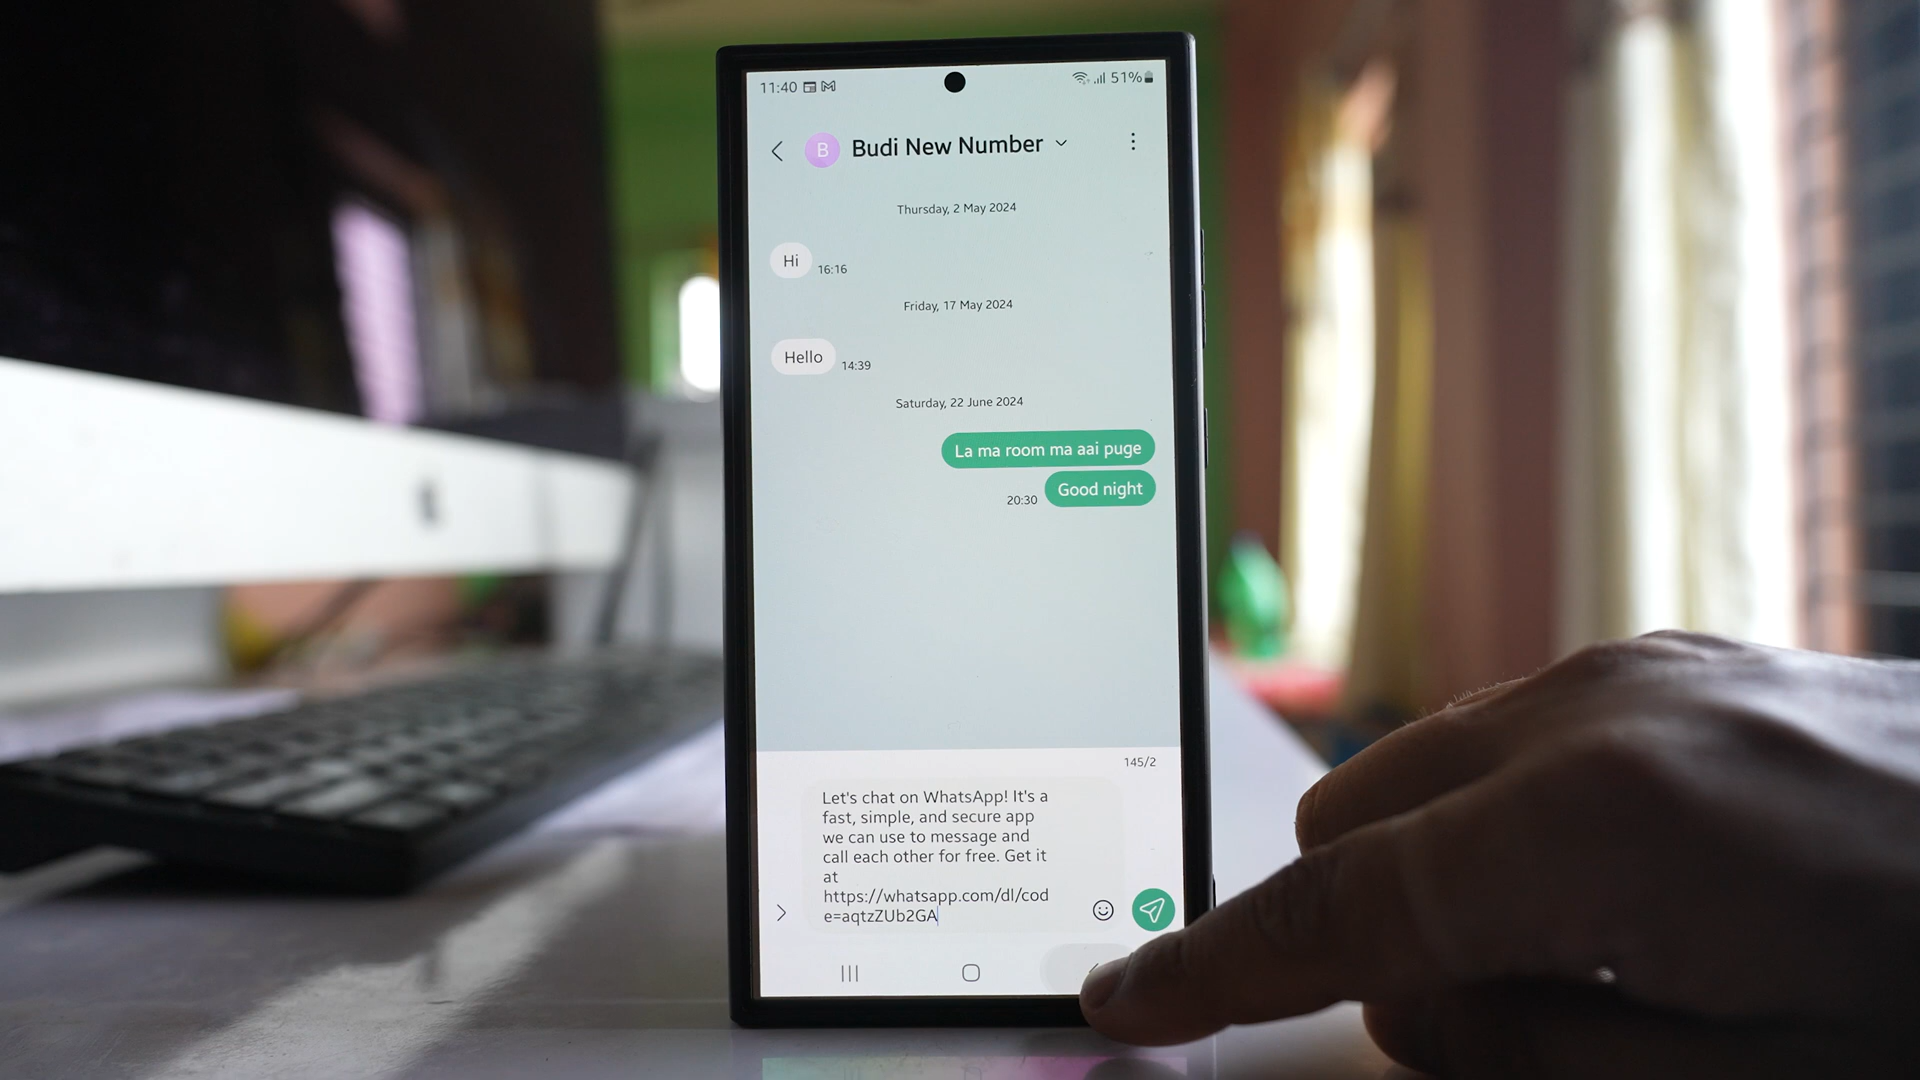 11:40 51%
B Budi New Number
Thursday, 2 May 2024
Hi 16:16
Friday, 17 May 2024
Hello 14:39
Saturday, 22 June 2024
La ma room ma aai puge
20:30 Good night
145/2
Let's chat on WhatsApp! It's a
fast, simple, and secure app
we can use to message and
call each other for free. Get it
at
https://whatsapp.com/dl/cod
e=aqtzZUb2GA